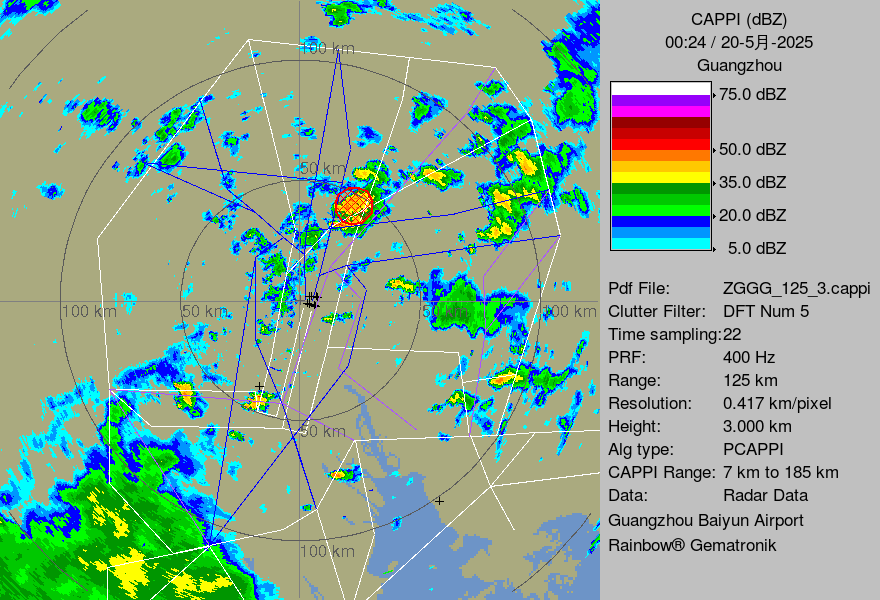 CAPPI (dBZ)
00:24 / 20-5月-2025
Guangzhou
75.0 dBZ
50.0 dBZ
35.0 dBZ
20.0 dBZ
5.0 dBZ
Pdf File: ZGGG_125_3.cappi
Clutter Filter: DFT Num 5
Time sampling:22
PRF: 400 Hz
Range: 125 km
Resolution: 0.417 km/pixel
Height: 3.000 km
Alg type: PCAPPI
CAPPI Range: 7 km to 185 km
Data: Radar Data
Guangzhou Baiyun Airport
Rainbow® Gematronik
100 km
50 km
100 km
50 km
100 km
50 km
100 km